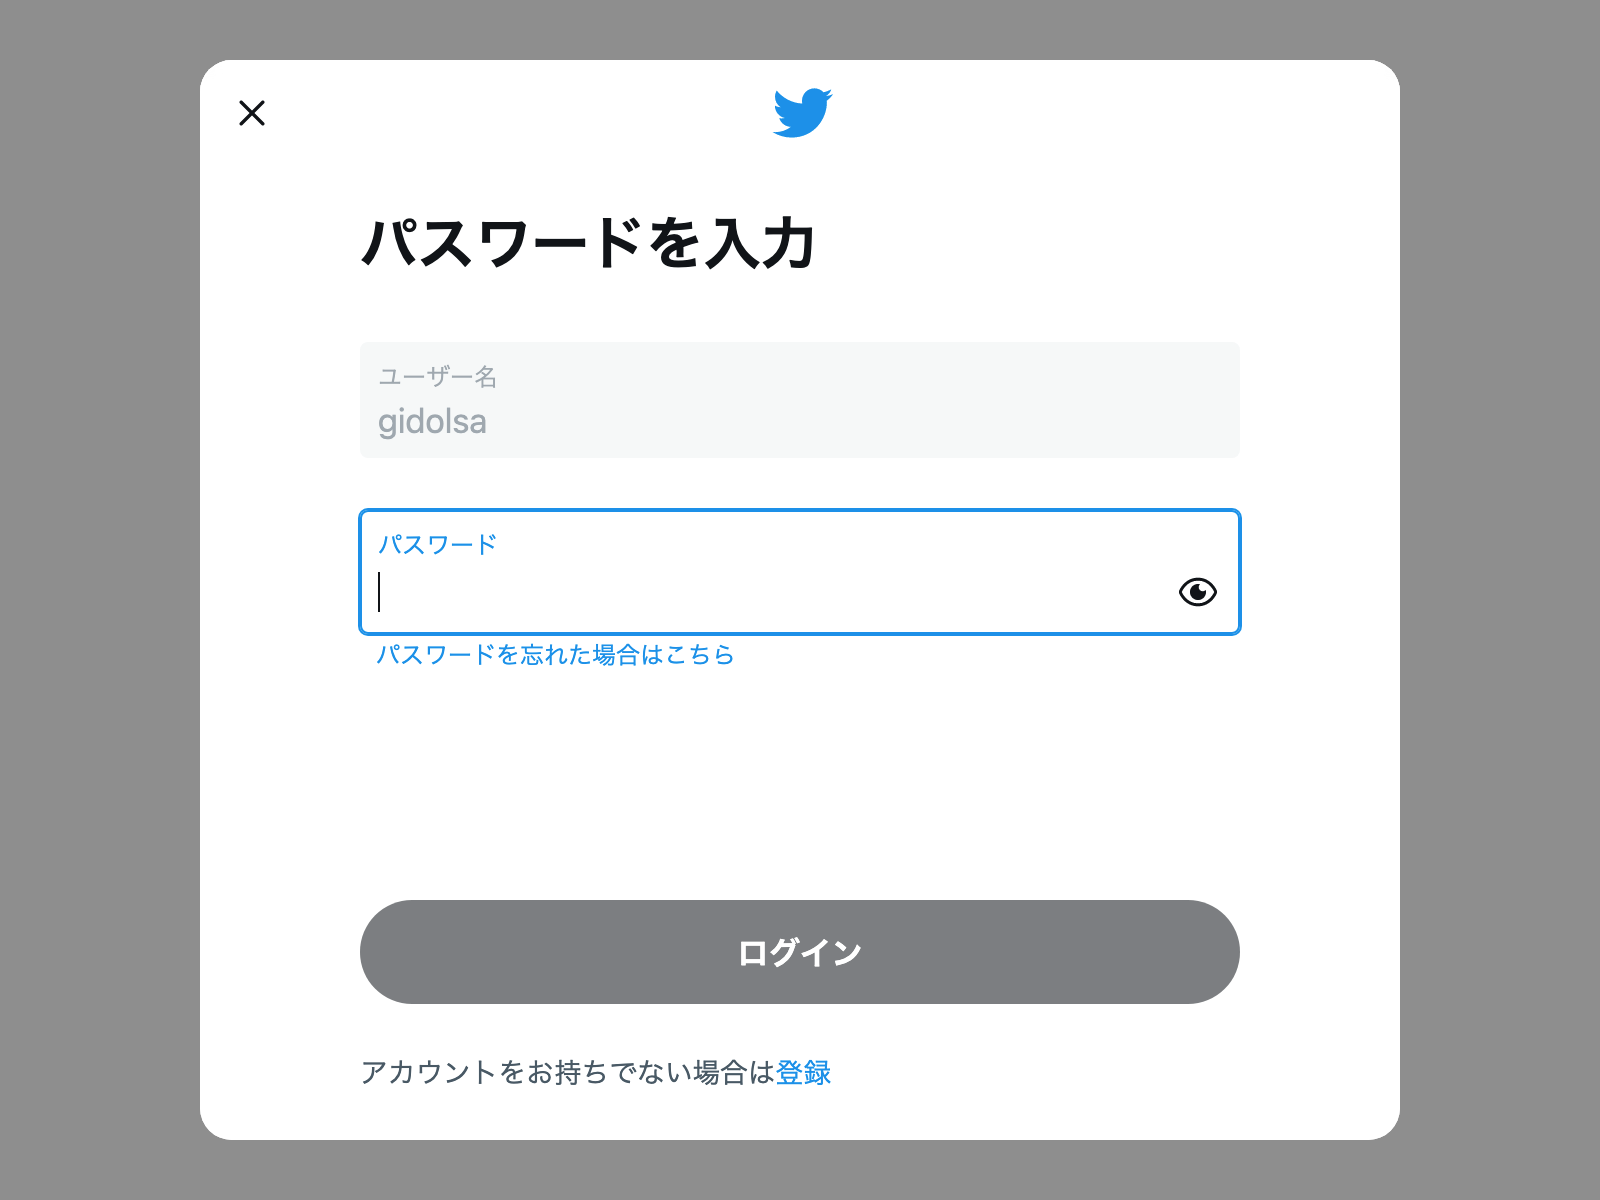 パスワードを入力
ユーザー名
gidolsa
パスワード
パスワードを忘れた場合はこちら
ログイン
アカウントをお持ちでない場合は登録